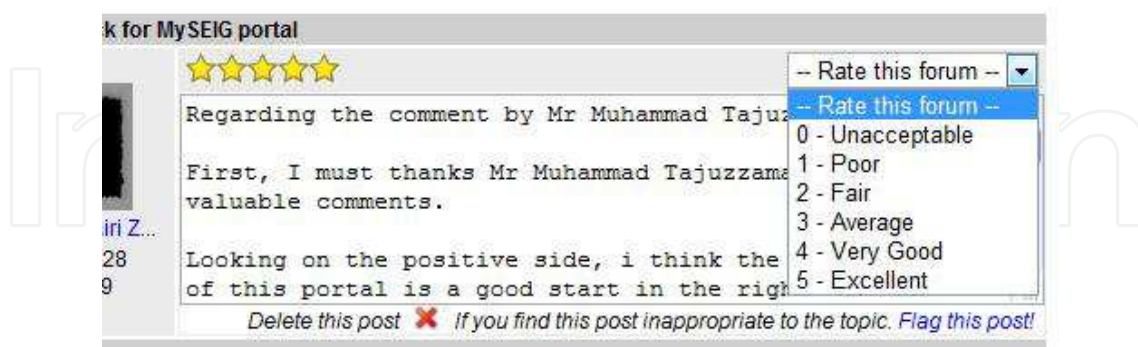 k for MySEIG portal
-- Rate this forum --
-- Rate this forum --
0 - Unacceptable
1 - Poor
2 - Fair
3 - Average
4 - Very Good
5 - Excellent
Regarding the comment by Mr Muhammad Tajuz
First, I must thanks Mr Muhammad Tajuzzama
valuable comments.
Looking on the positive side, i think the
of this portal is a good start in the righ
iri Z...
28
9
Delete this post If you find this post inappropriate to the topic. Flag this post!